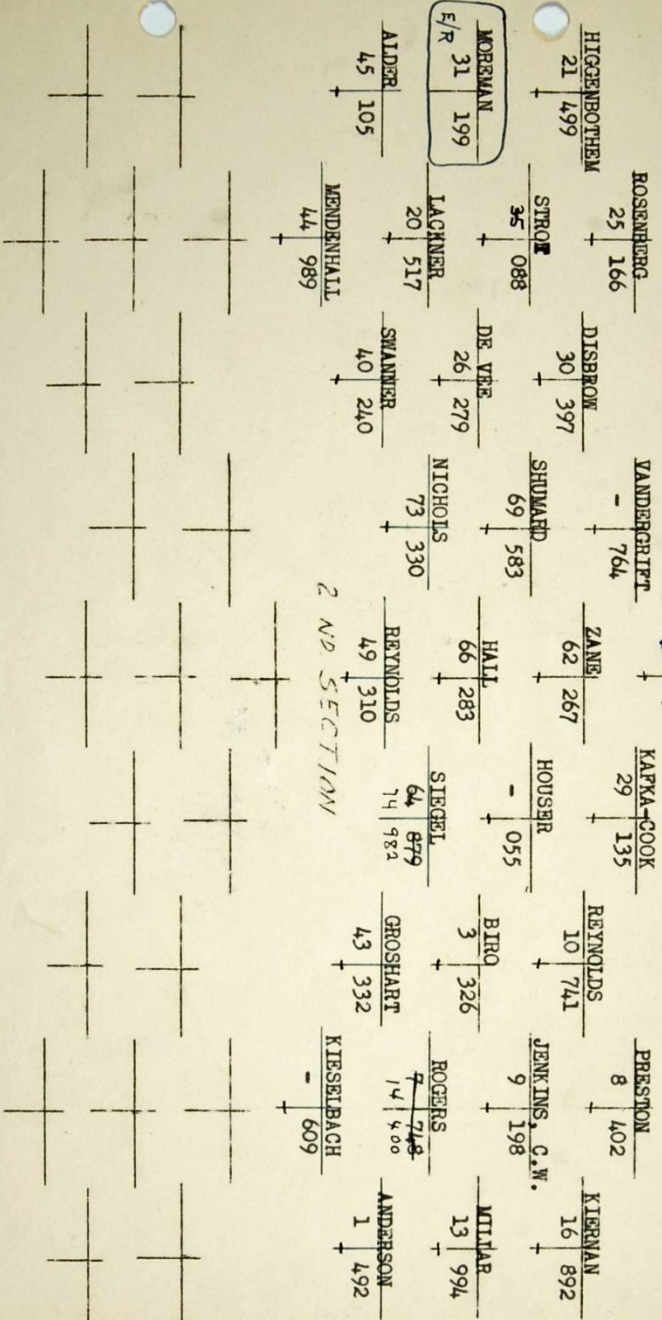 ROSENBERG VANDERGRIFT KAFKA-COOK PRESTON
25 166 - 764 29 135 8 402
HIGGENBOTHEM DISBROW ZANE REYNOLDS KIERNAN
21 499 30 397 62 267 10 741 16 892
SHUMARD HOUSER JENKINS, C.W.
35 088 69 583 - 055 9 198
MOREMAN DE VEE HALL BIRO MILLAR
31 199 26 279 66 283 3 326 13 994
E/R
LACKNER NICHOLS SIEGEL ROGERS
20 517 73 330 64 879 7 748
74 982 14 400
ALDER SWANNER REYNOLDS GROSHART ANDERSON
45 105 40 240 49 310 43 332 1 492
MENDENHALL 2 ND SECTION KIESELBACH
44 989 - 609